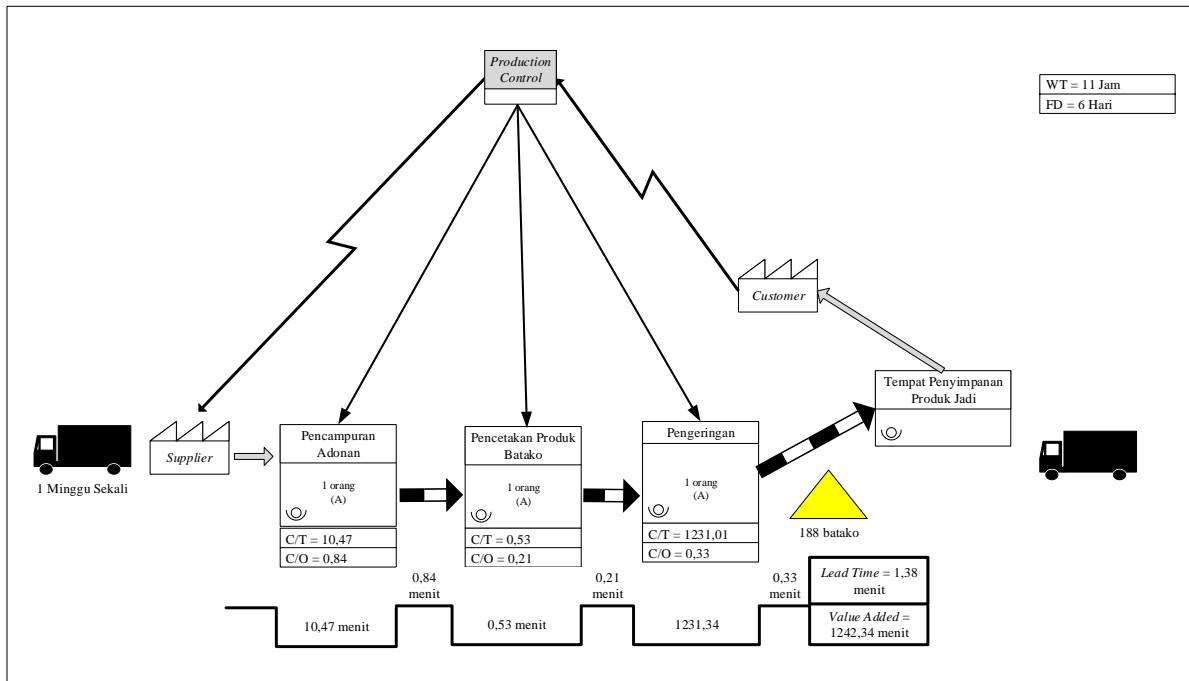 Production
Control
WT = 11 Jam
FD = 6 Hari
Customer
Tempat Penyimpanan
Produk Jadi
1 Minggu Sekali
Supplier
Pencampuran
Adonan
1 orang
(A)
C/T = 10,47
C/O = 0,84
Pencetakan Produk
Batako
1 orang
(A)
C/T = 0,53
C/O = 0,21
Pengeringan
1 orang
(A)
C/T = 1231,01
C/O = 0,33
188 batako
0,84
menit
0,21
menit
0,33
menit
10,47 menit
0,53 menit
1231,34
Lead Time = 1,38
menit
Value Added =
1242,34 menit